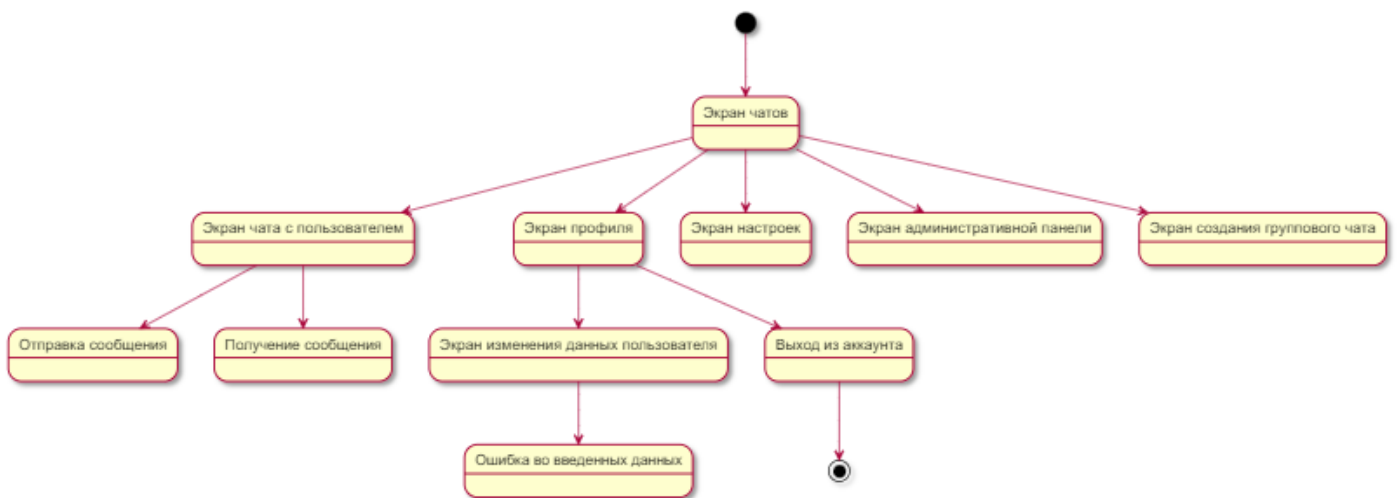 Экран чатов
Экран чата с пользователем
Экран профиля
Экран настроек
Экран административной панели
Экран создания группового чата
Отправка сообщения
Получение сообщения
Экран изменения данных пользователя
Выход из аккаунта
Ошибка во введенных данных